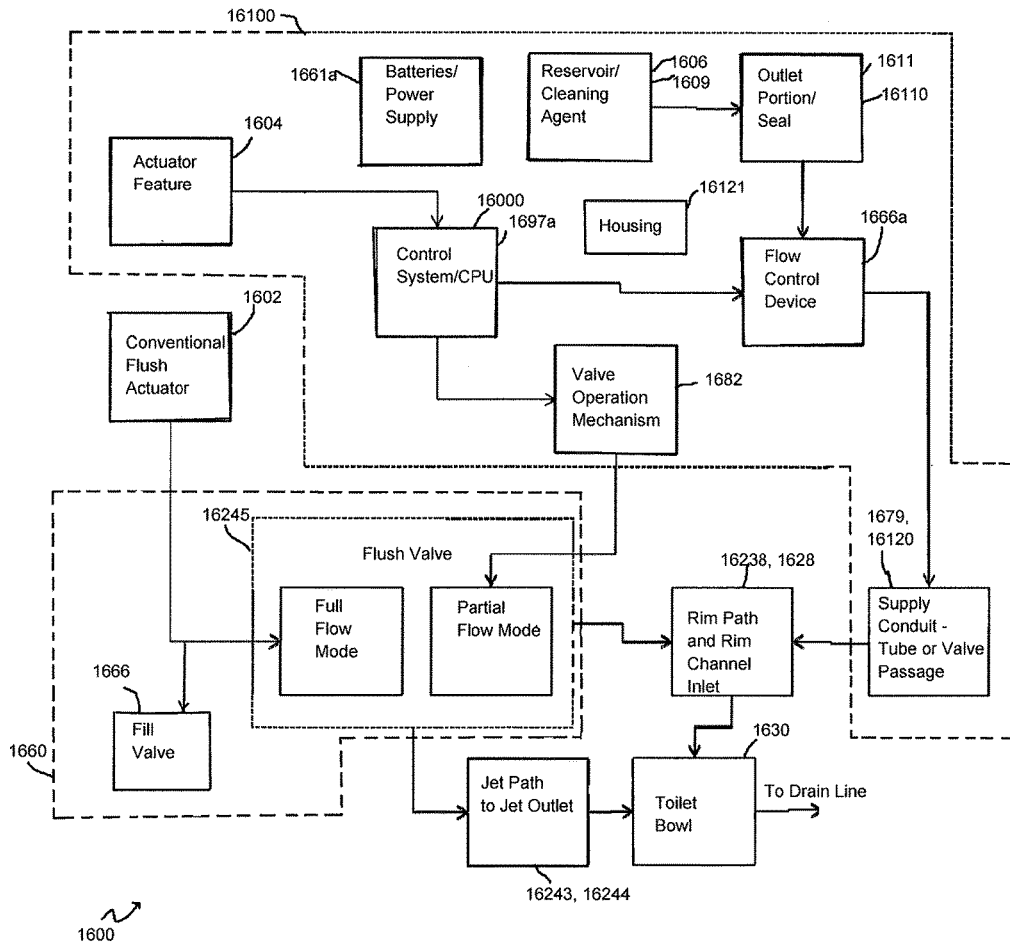 16100
1661a
Batteries/
Power
Supply
Reservoir/
Cleaning
Agent
1606
1609
Outlet
Portion/
Seal
1611
16110
Actuator
Feature
1604
16000
1697a
Control
System/CPU
16121
Housing
1666a
Flow
Control
Device
1602
Conventional
Flush
Actuator
Valve
Operation
Mechanism
1682
16245
Flush Valve
Full
Flow
Mode
Partial
Flow Mode
16238, 1628
Rim Path
and Rim
Channel
Inlet
1679,
16120
Supply
Conduit -
Tube or Valve
Passage
1666
Fill
Valve
1660
Jet Path
to Jet Outlet
16243, 16244
1630
Toilet
Bowl
To Drain Line
1600